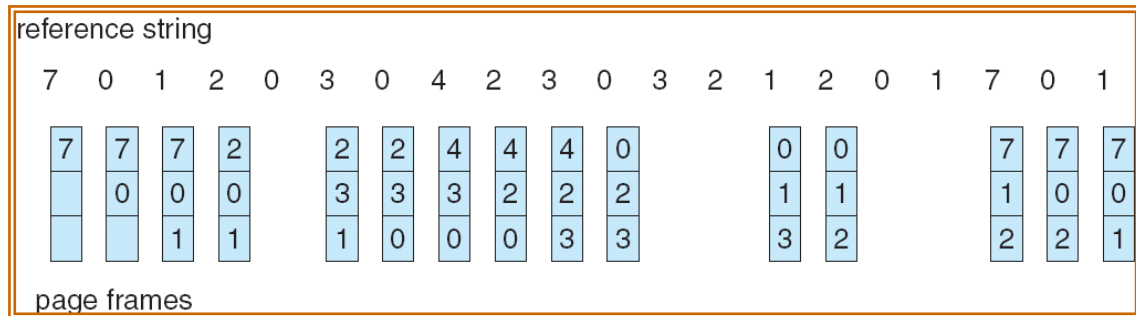 reference string
7 0 1 2 0 3 0 4 2 3 0 3 2 1 2 0 1 7 0 1
7 7 7 2 2 2 4 4 4 0 0 0 7 7 7
0 0 0 3 3 3 2 2 2 1 1 1 0 0
1 1 1 0 0 0 3 3 3 2 2 2 1
page frames